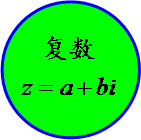 复数
z = a + bi